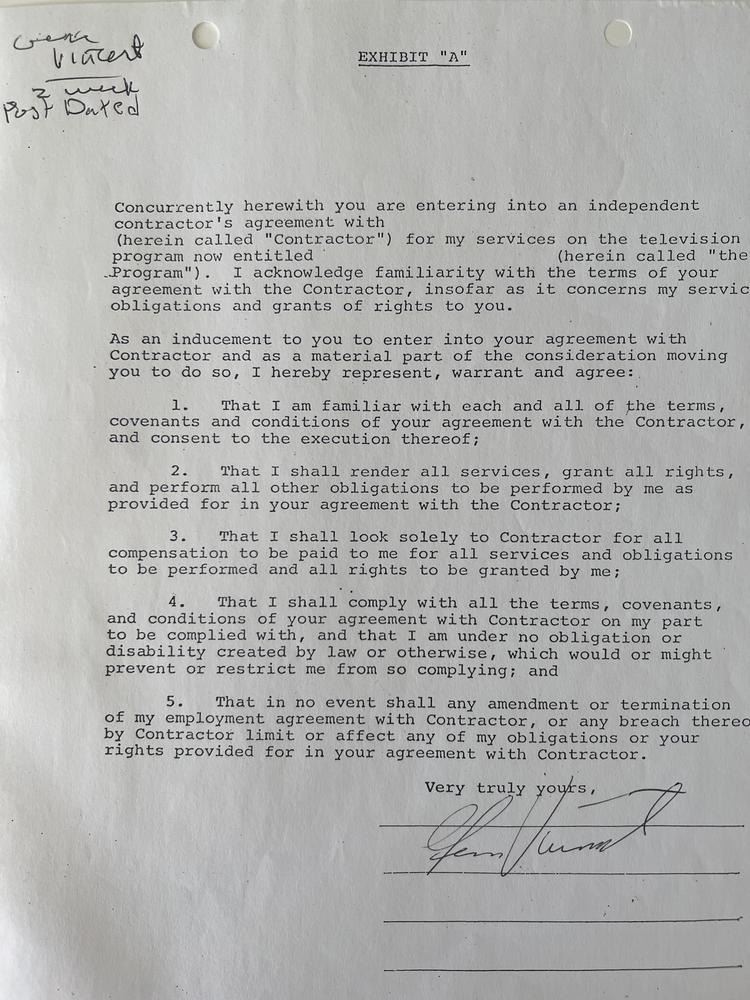 Glenn
Vincent
2 week
Post Dated
EXHIBIT "A"
Concurrently herewith you are entering into an independent
contractor's agreement with
(herein called "Contractor") for my services on the television
program now entitled (herein called "the
Program"). I acknowledge familiarity with the terms of your
agreement with the Contractor, insofar as it concerns my servic
obligations and grants of rights to you.
As an inducement to you to enter into your agreement with
Contractor and as a material part of the consideration moving
you to do so, I hereby represent, warrant and agree:
1. That I am familiar with each and all of the terms,
covenants and conditions of your agreement with the Contractor,
and consent to the execution thereof;
2. That I shall render all services, grant all rights,
and perform all other obligations to be performed by me as
provided for in your agreement with the Contractor;
3. That I shall look solely to Contractor for all
compensation to be paid to me for all services and obligations
to be performed and all rights to be granted by me;
4. That I shall comply with all the terms, covenants,
and conditions of your agreement with Contractor on my part
to be complied with, and that I am under no obligation or
disability created by law or otherwise, which would or might
prevent or restrict me from so complying; and
5. That in no event shall any amendment or termination
of my employment agreement with Contractor, or any breach thereo
by Contractor limit or affect any of my obligations or your
rights provided for in your agreement with Contractor.
Very truly yours,
Glenn Vincent